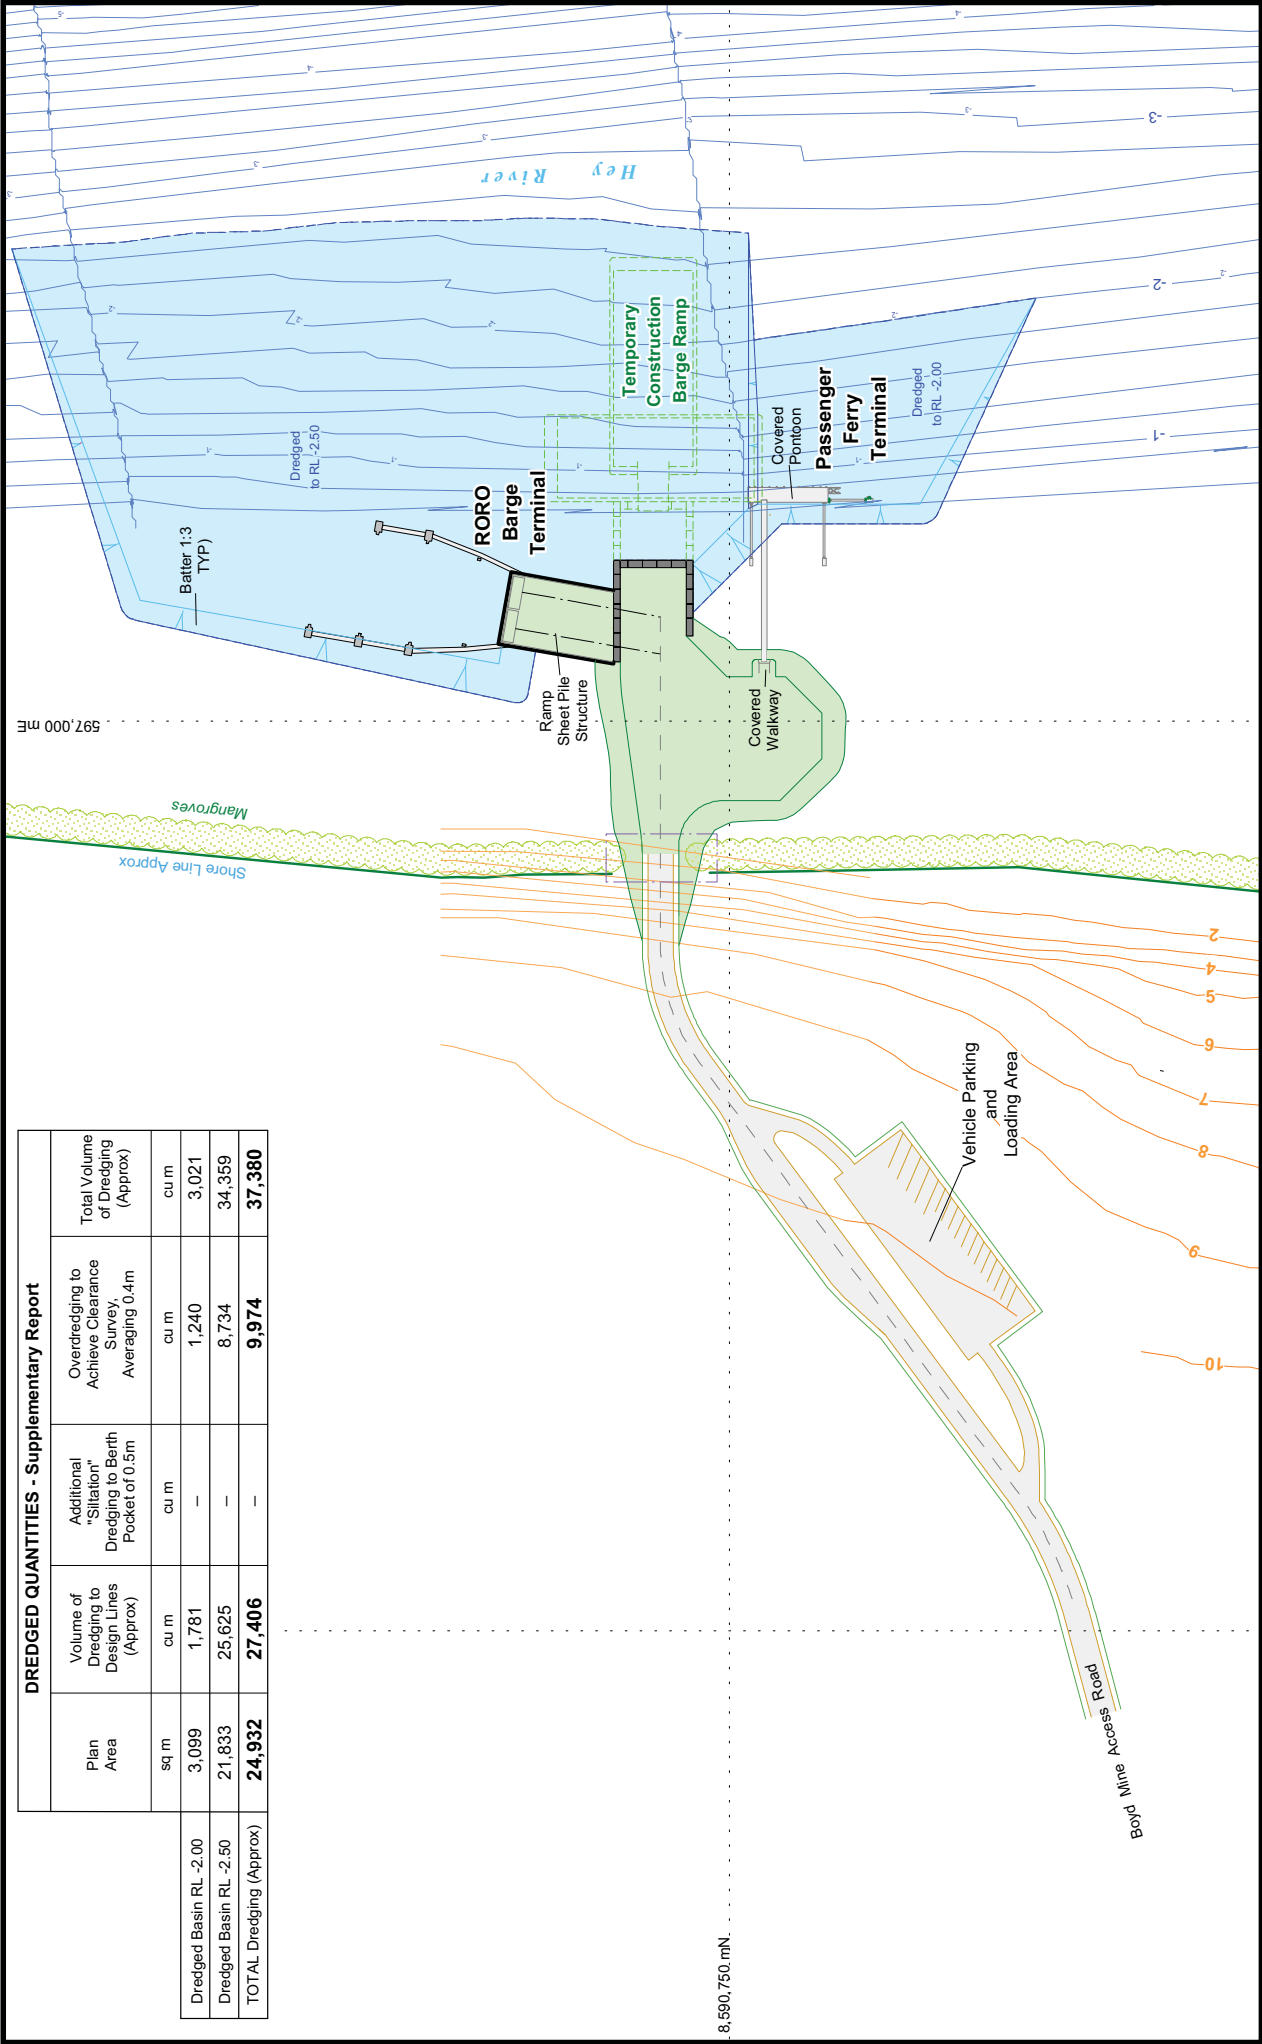 DREDGED QUANTITIES - Supplementary Report
Plan
Area
Volume of
Dredging to
Design Lines
(Approx)
Additional
"Siltation"
Dredging to Berth
Pocket of 0.5m
Overdredging to
Achieve Clearance
Survey,
Averaging 0.4m
Total Volume
of Dredging
(Approx)
sq m cu m cu m cu m cu m
Dredged Basin RL -2.00 3,099 1,781 – 1,240 3,021
Dredged Basin RL -2.50 21,833 25,625 – 8,734 34,359
TOTAL Dredging (Approx) 24,932 27,406 – 9,974 37,380
597,000 mE
8,590,750 mN
Shore Line Approx
Mangroves
Hey River
Batter 1:3
TYP)
Dredged
to RL -2.50
RORO
Barge
Terminal
Ramp
Sheet Pile
Structure
Temporary
Construction
Barge Ramp
Covered
Pontoon
Passenger
Ferry
Terminal
Dredged
to RL -2.00
Covered
Walkway
Vehicle Parking
and
Loading Area
Boyd Mine Access Road
-3
-2
-1
2
4
5
6
7
8
9
10